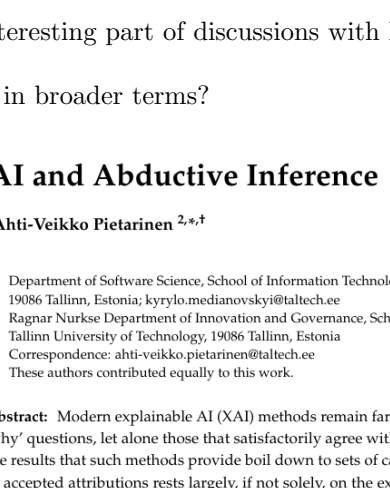 teresting part of discussions with
in broader terms?
AI and Abductive Inference
Ahti-Veikko Pietarinen 2,*,†
Department of Software Science, School of Information Technolo
19086 Tallinn, Estonia; kyrylo.medianovskyi@taltech.ee
Ragnar Nurkse Department of Innovation and Governance, Sch
Tallinn University of Technology, 19086 Tallinn, Estonia
Correspondence: ahti-veikko.pietarinen@taltech.ee
These authors contributed equally to this work.
bstract: Modern explainable AI (XAI) methods remain far
hy’ questions, let alone those that satisfactorily agree wit
e results that such methods provide boil down to sets of ca
accepted attributions rests largely, if not solely, on the ex